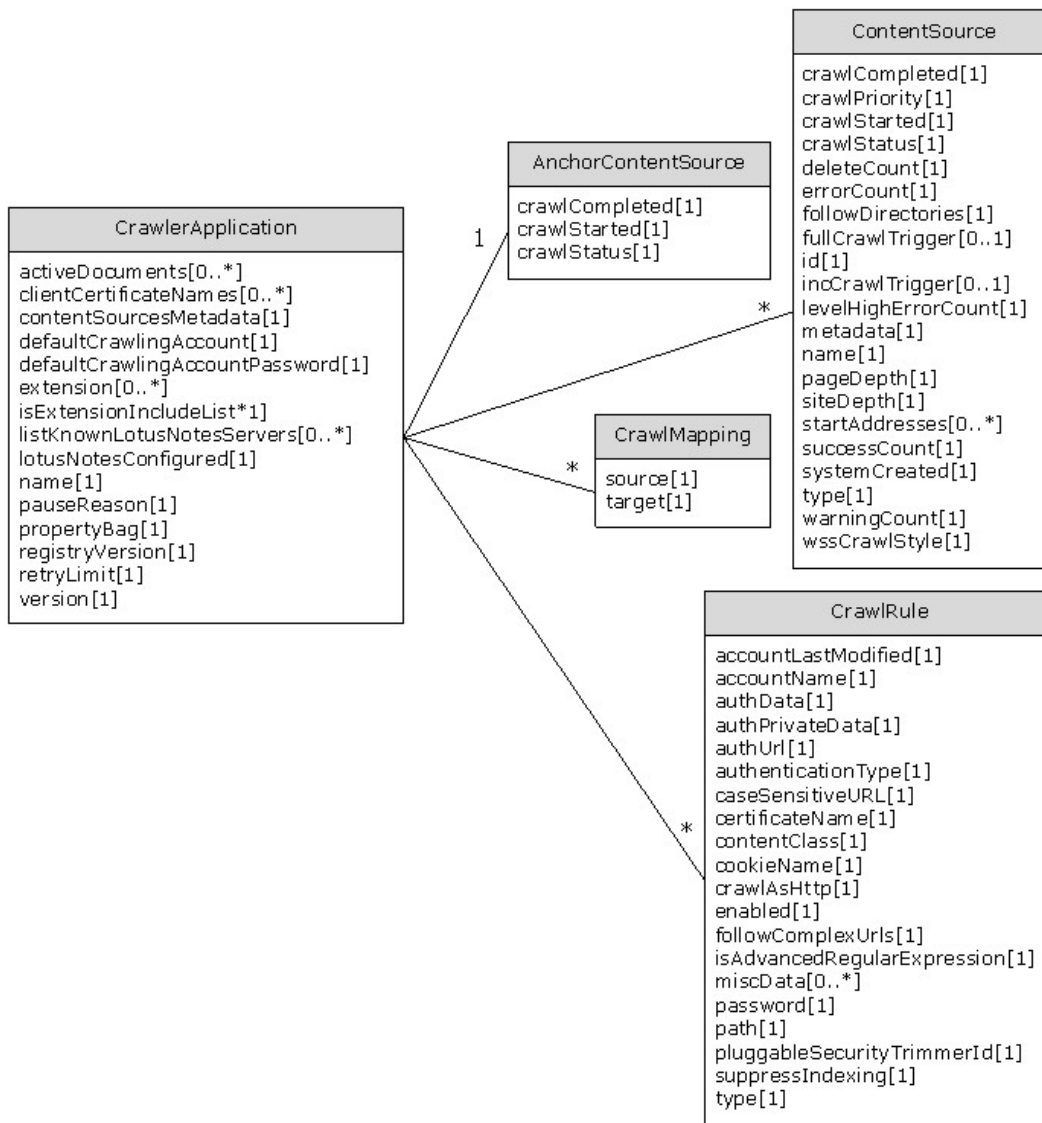 CrawlerApplication
activeDocuments[0..*]
clientCertificateNames[0..*]
contentSourcesMetadata[1]
defaultCrawlingAccount[1]
defaultCrawlingAccountPassword[1]
extension[0..*]
isExtensionIncludeList*1]
listKnownLotusNotesServers[0..*]
lotusNotesConfigured[1]
name[1]
pauseReason[1]
propertyBag[1]
registryVersion[1]
retryLimit[1]
version[1]
1
AnchorContentSource
crawlCompleted[1]
crawlStarted[1]
crawlStatus[1]
*
ContentSource
crawlCompleted[1]
crawlPriority[1]
crawlStarted[1]
crawlStatus[1]
deleteCount[1]
errorCount[1]
followDirectories[1]
fullCrawlTrigger[0..1]
id[1]
incCrawlTrigger[0..1]
levelHighErrorCount[1]
metadata[1]
name[1]
pageDepth[1]
siteDepth[1]
startAddresses[0..*]
successCount[1]
systemCreated[1]
type[1]
warningCount[1]
wssCrawlStyle[1]
*
CrawlMapping
source[1]
target[1]
*
CrawlRule
accountLastModified[1]
accountName[1]
authData[1]
authPrivateData[1]
authUrl[1]
authenticationType[1]
caseSensitiveURL[1]
certificateName[1]
contentClass[1]
cookieName[1]
crawlAsHttp[1]
enabled[1]
followComplexUrls[1]
isAdvancedRegularExpression[1]
miscData[0..*]
password[1]
path[1]
pluggableSecurityTrimmerId[1]
suppressIndexing[1]
type[1]